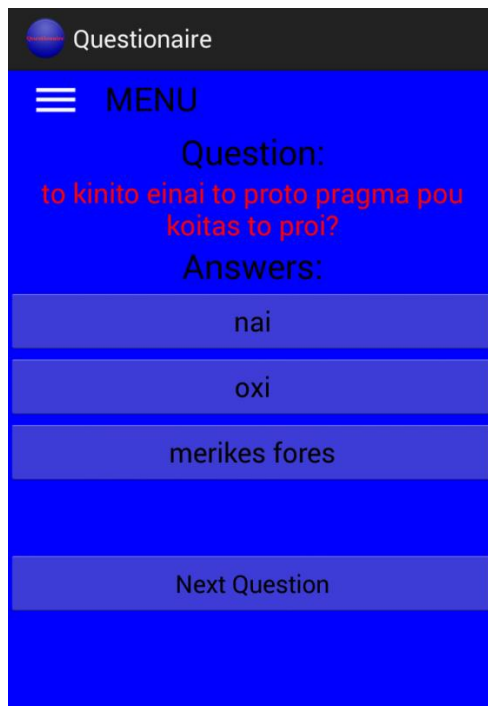 Questionaire
MENU
Question:
to kinito einai to proto pragma pou
koitas to proi?
Answers:
nai
oxi
merikes fores
Next Question